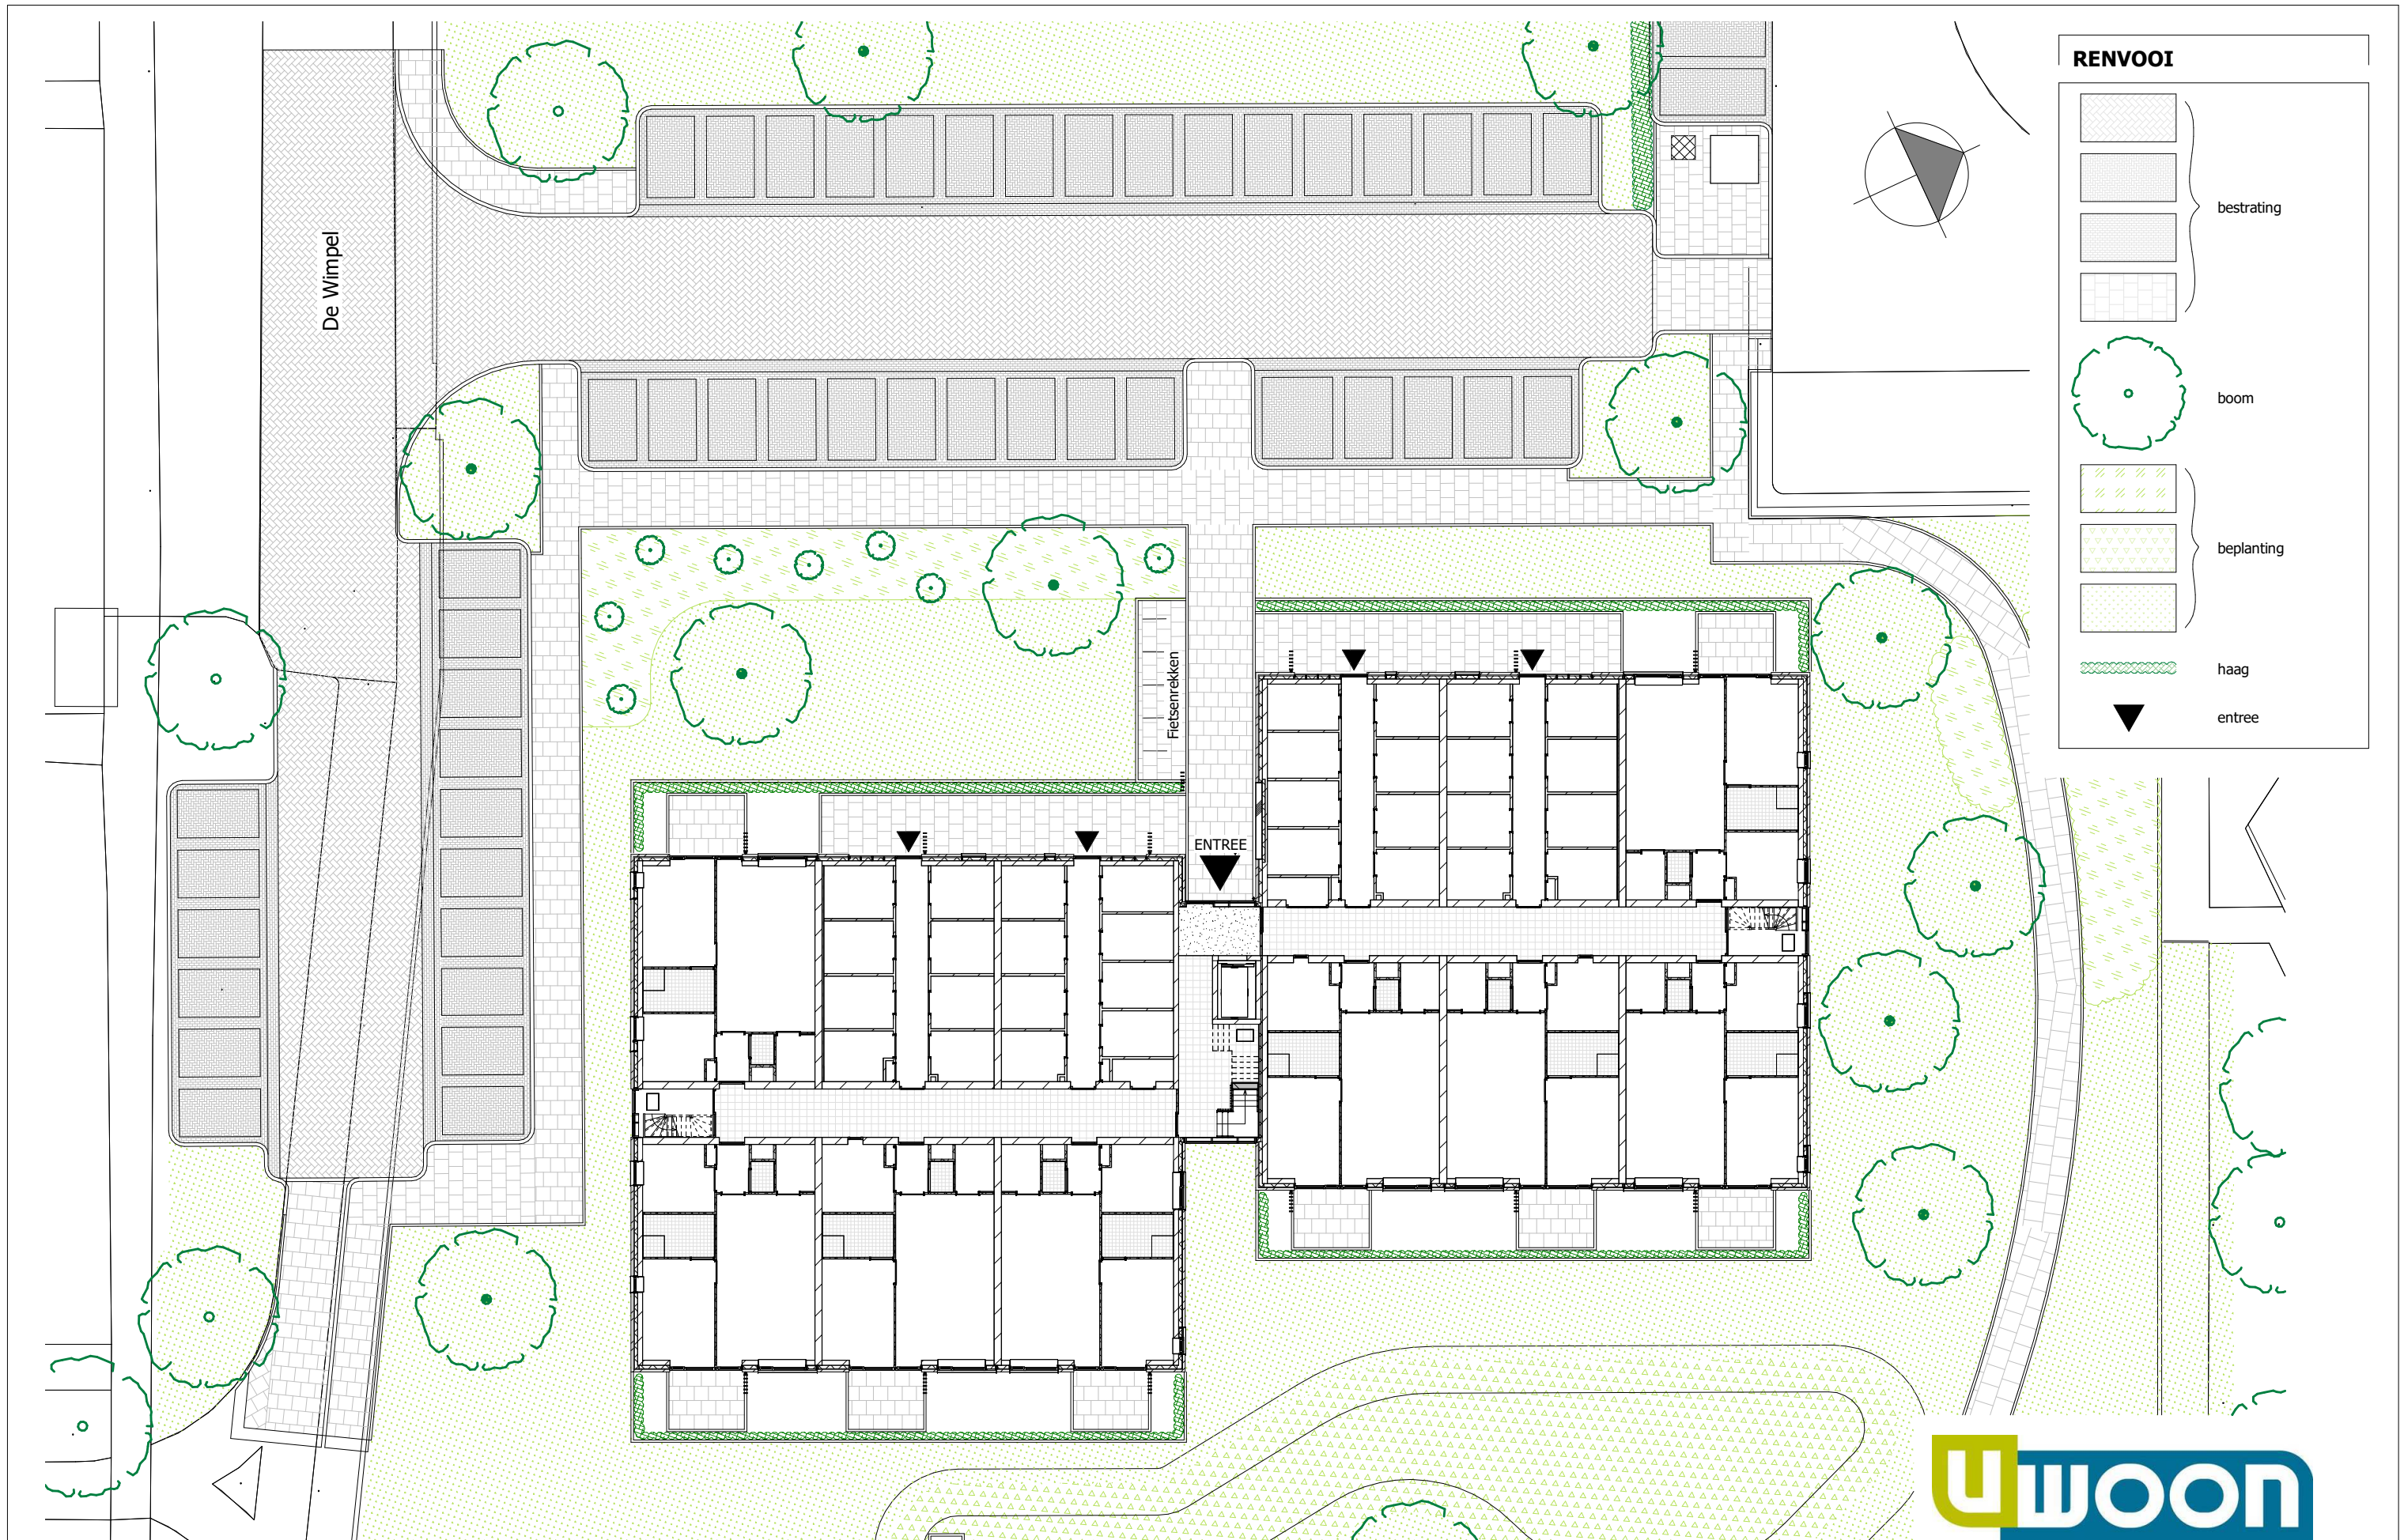 RENVOOI
bestrating
boom
beplanting
haag
entree
De Wimpel
Fietsenrekken
ENTREE
uwoon